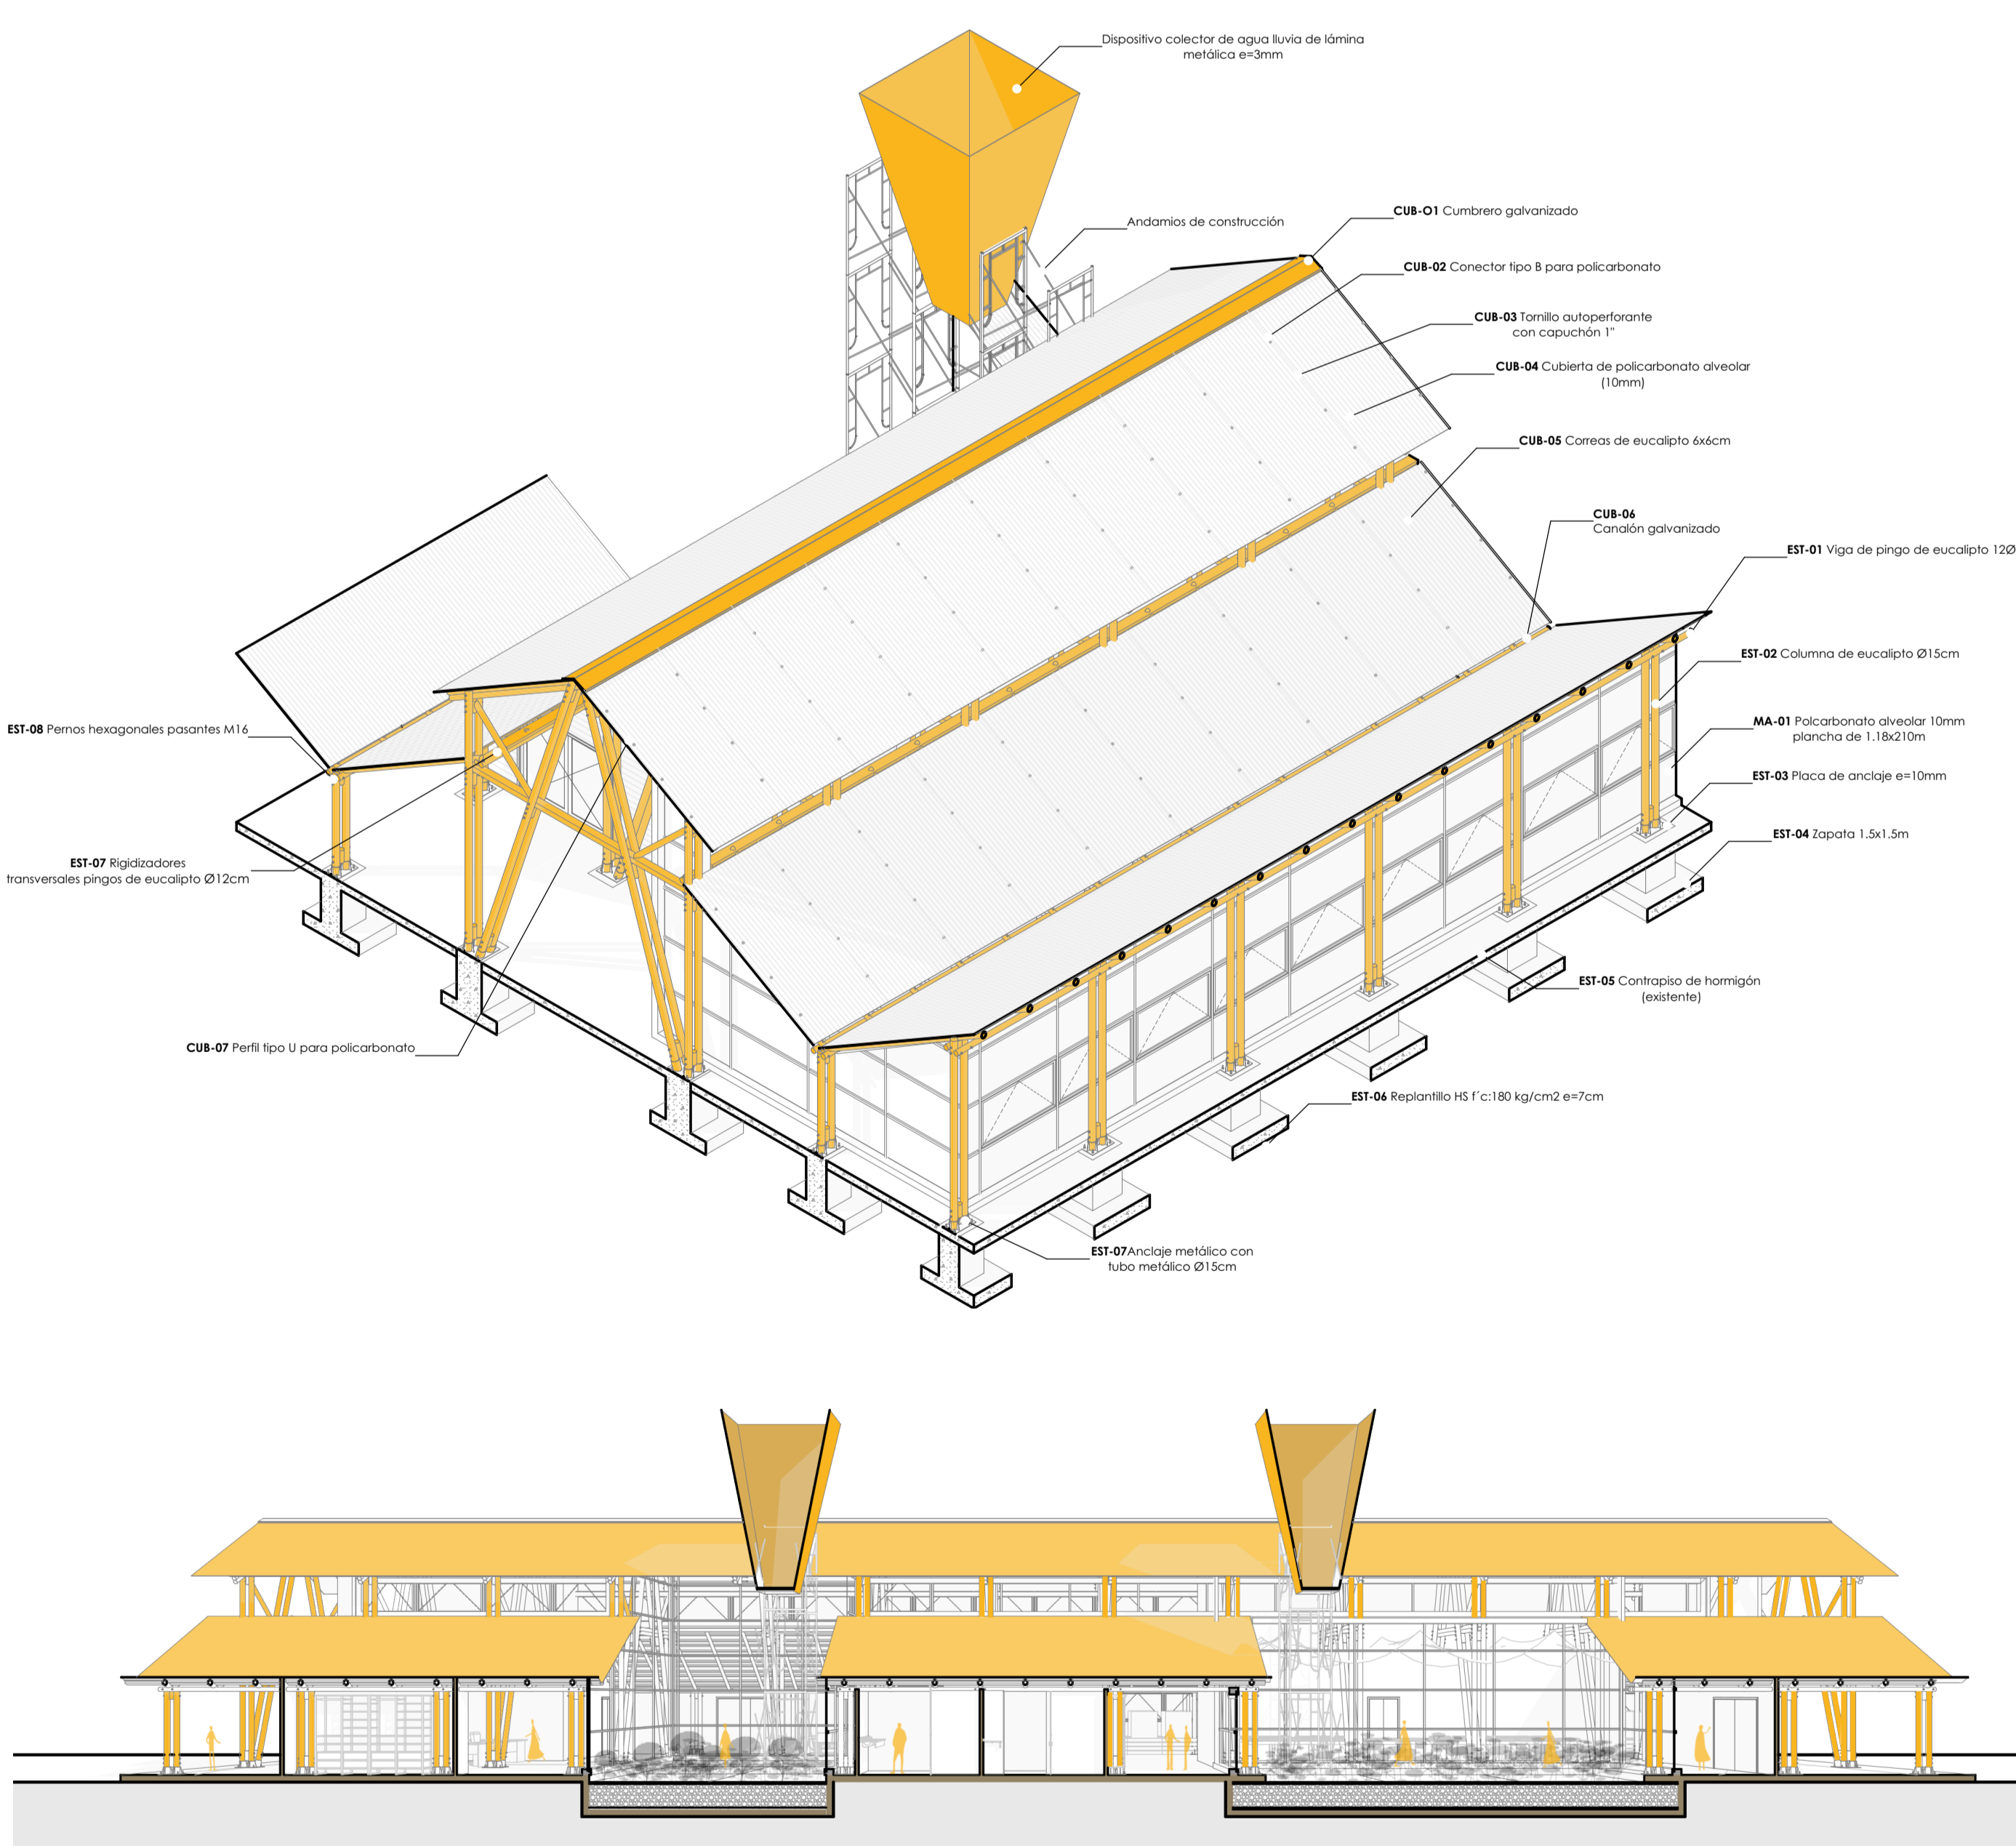 Dispositivo colector de agua lluvia de lámina
metálica e=3mm
CUB-O1 Cumbrero galvanizado
Andamios de construcción
CUB-02 Conector tipo B para policarbonato
CUB-03 Tornillo autoperforante
con capuchón 1"
CUB-04 Cubierta de policarbonato alveolar
(10mm)
CUB-05 Correas de eucalipto 6x6cm
CUB-06
Canalón galvanizado
EST-01 Viga de pingo de eucalipto 12Ø
EST-02 Columna de eucalipto Ø15cm
MA-01 Polcarbonato alveolar 10mm
plancha de 1.18x210m
EST-03 Placa de anclaje e=10mm
EST-04 Zapata 1.5x1.5m
EST-08 Pernos hexagonales pasantes M16
EST-07 Rigidizadores
transversales pingos de eucalipto Ø12cm
EST-05 Contrapiso de hormigón
(existente)
CUB-07 Perfil tipo U para policarbonato
EST-06 Replantillo HS f´c:180 kg/cm2 e=7cm
EST-07Anclaje metálico con
tubo metálico Ø15cm